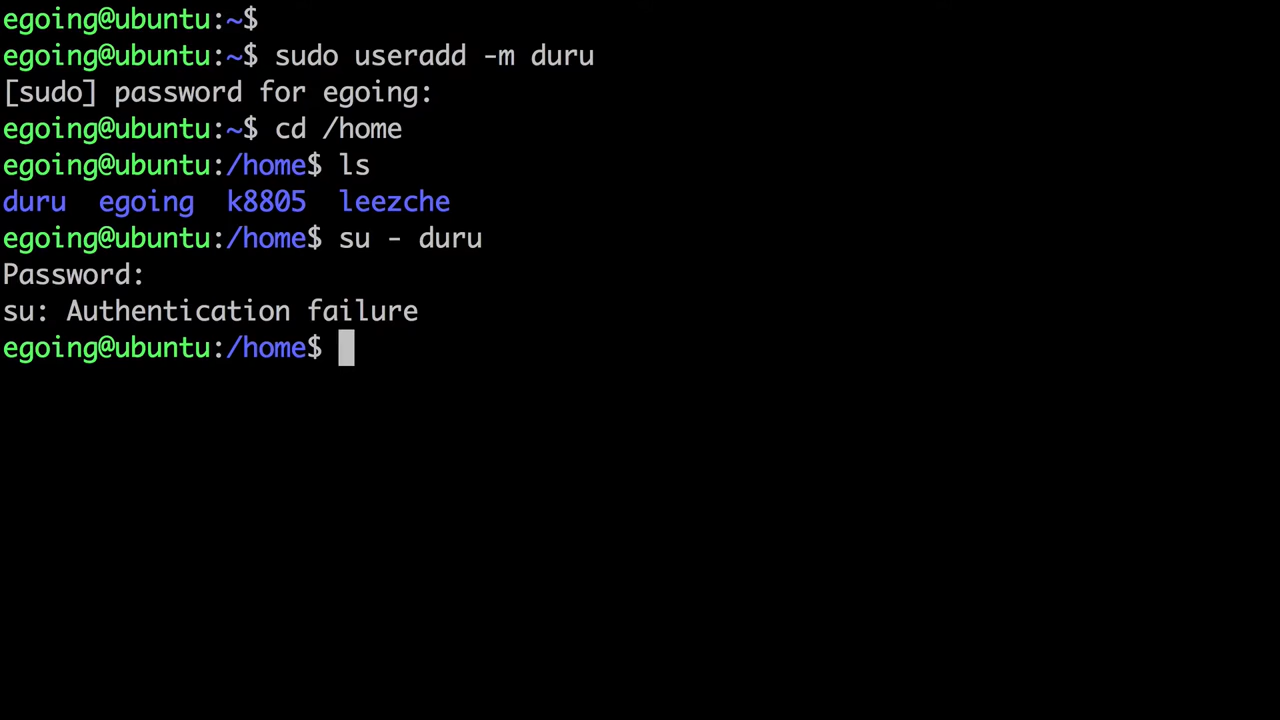 egoing@ubuntu:~$
egoing@ubuntu:~$ sudo useradd -m duru
[sudo] password for egoing:
egoing@ubuntu:~$ cd /home
egoing@ubuntu:/home$ ls
duru  egoing  k8805  leezche
egoing@ubuntu:/home$ su - duru
Password:
su: Authentication failure
egoing@ubuntu:/home$